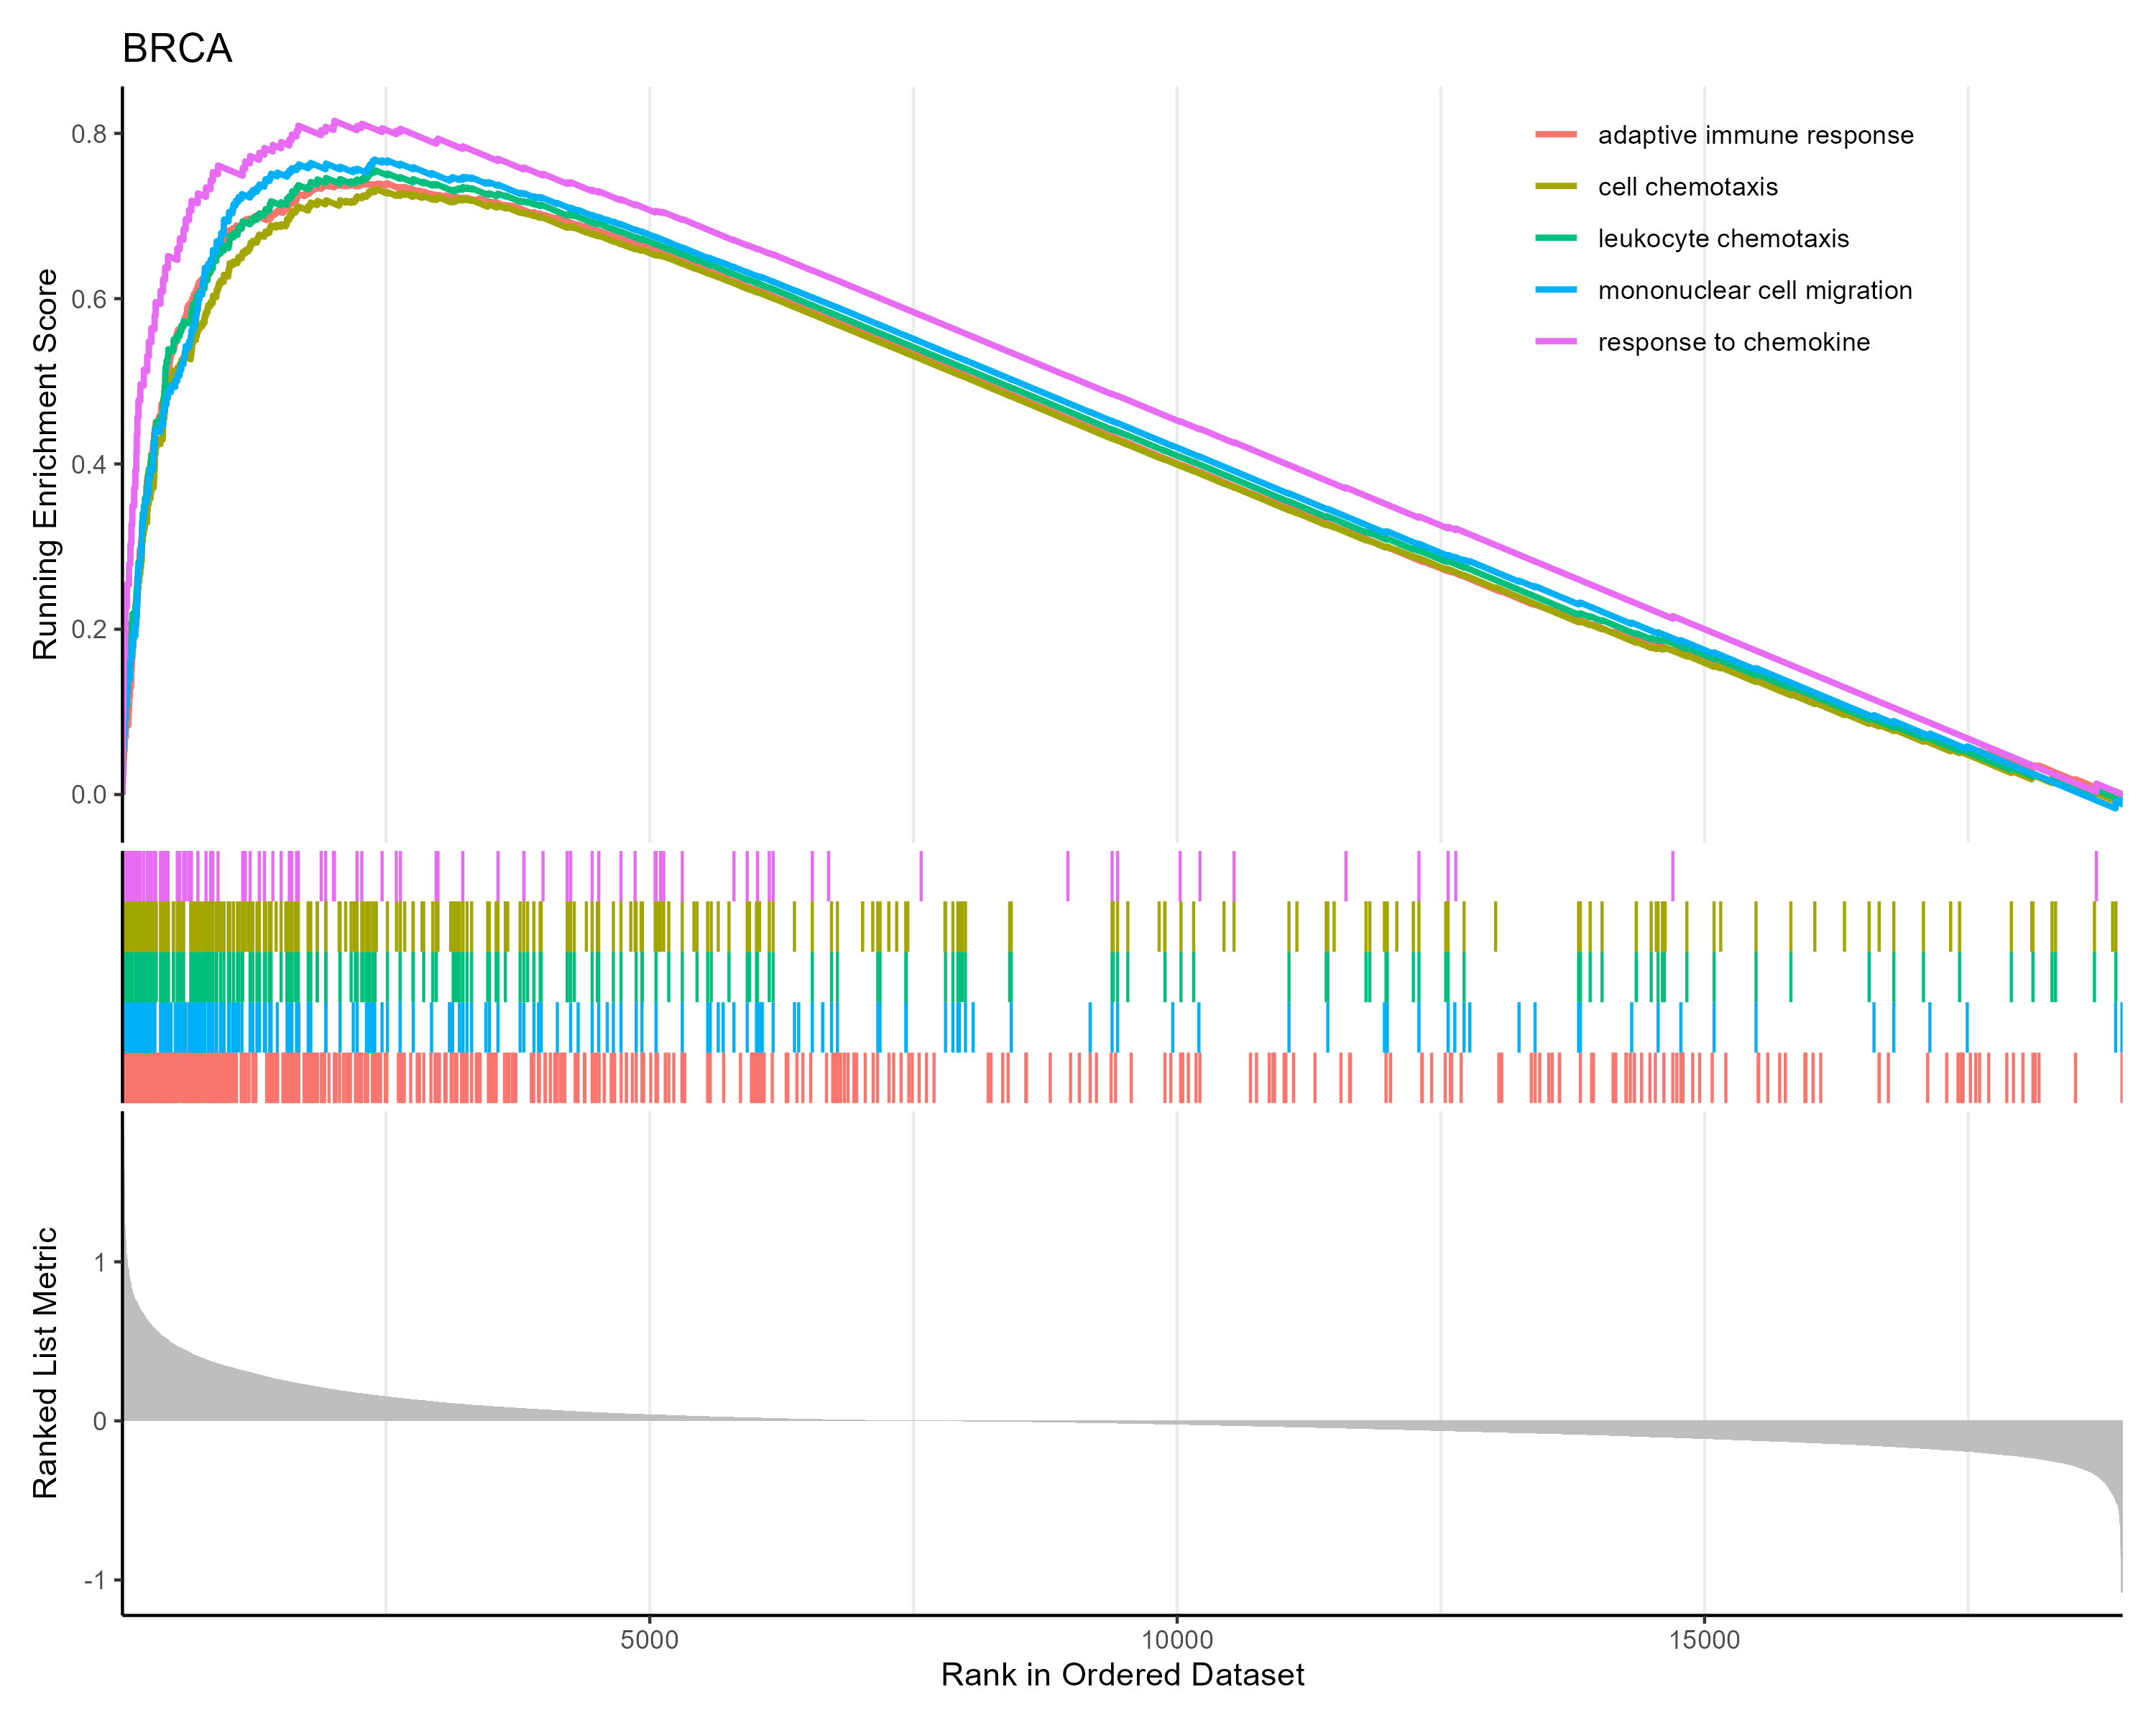 BRCA
Running Enrichment Score
0.8
0.6
0.4
0.2
0.0
adaptive immune response
cell chemotaxis
leukocyte chemotaxis
mononuclear cell migration
response to chemokine
Ranked List Metric
1
0
-1
5000
10000
15000
Rank in Ordered Dataset